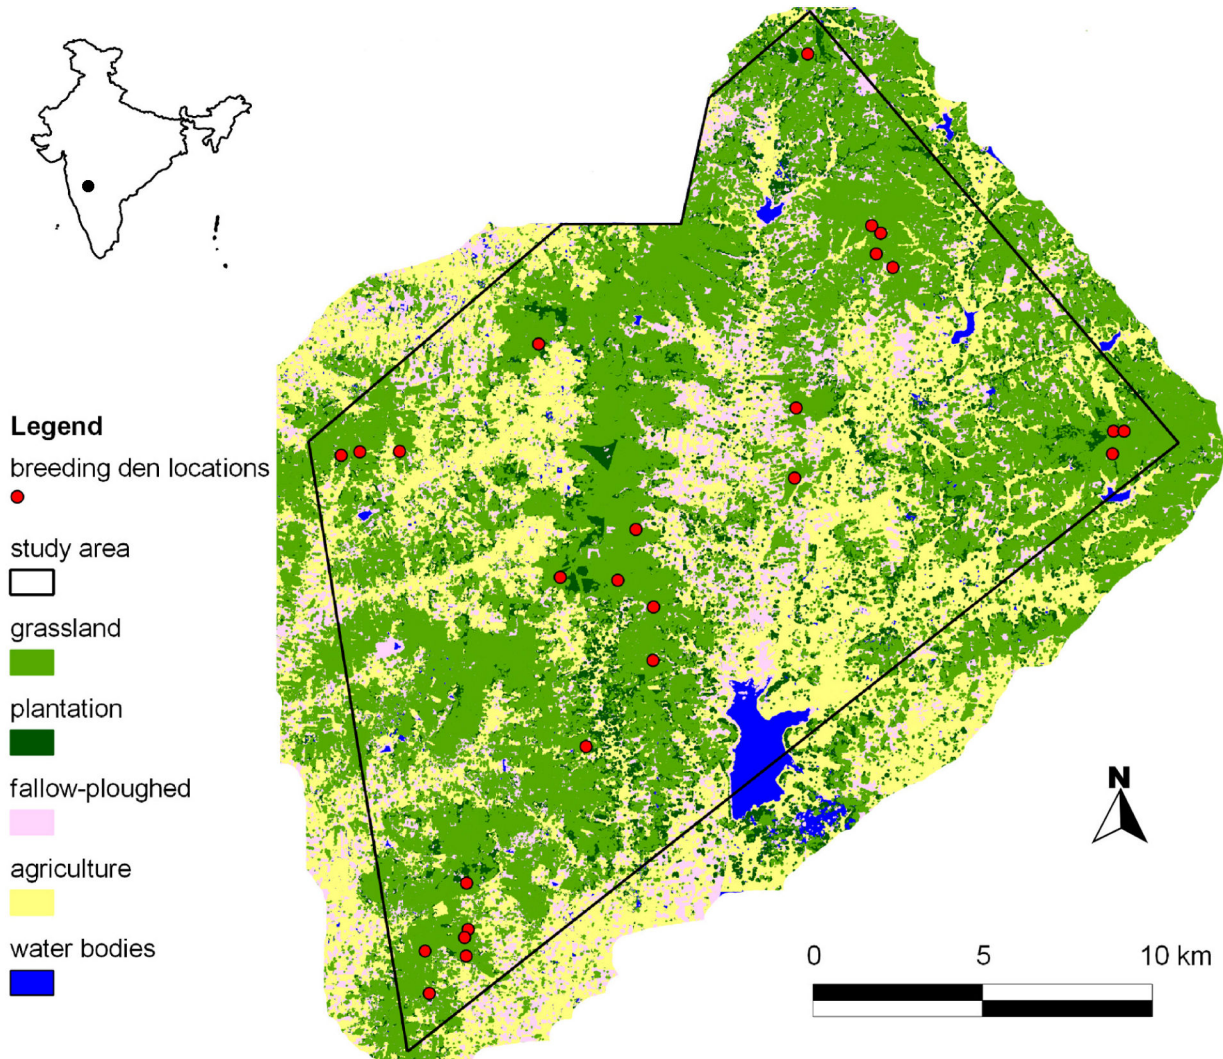 Legend
breeding den locations
study area
grassland
plantation
fallow-ploughed
agriculture
water bodies
N
0 5 10 km